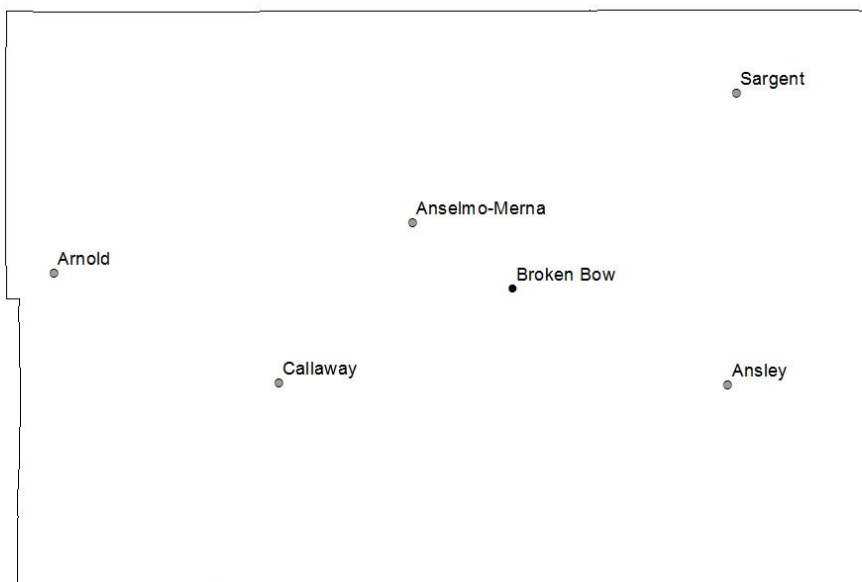 Sargent
Anselmo-Merna
Arnold
Broken Bow
Callaway
Ansley